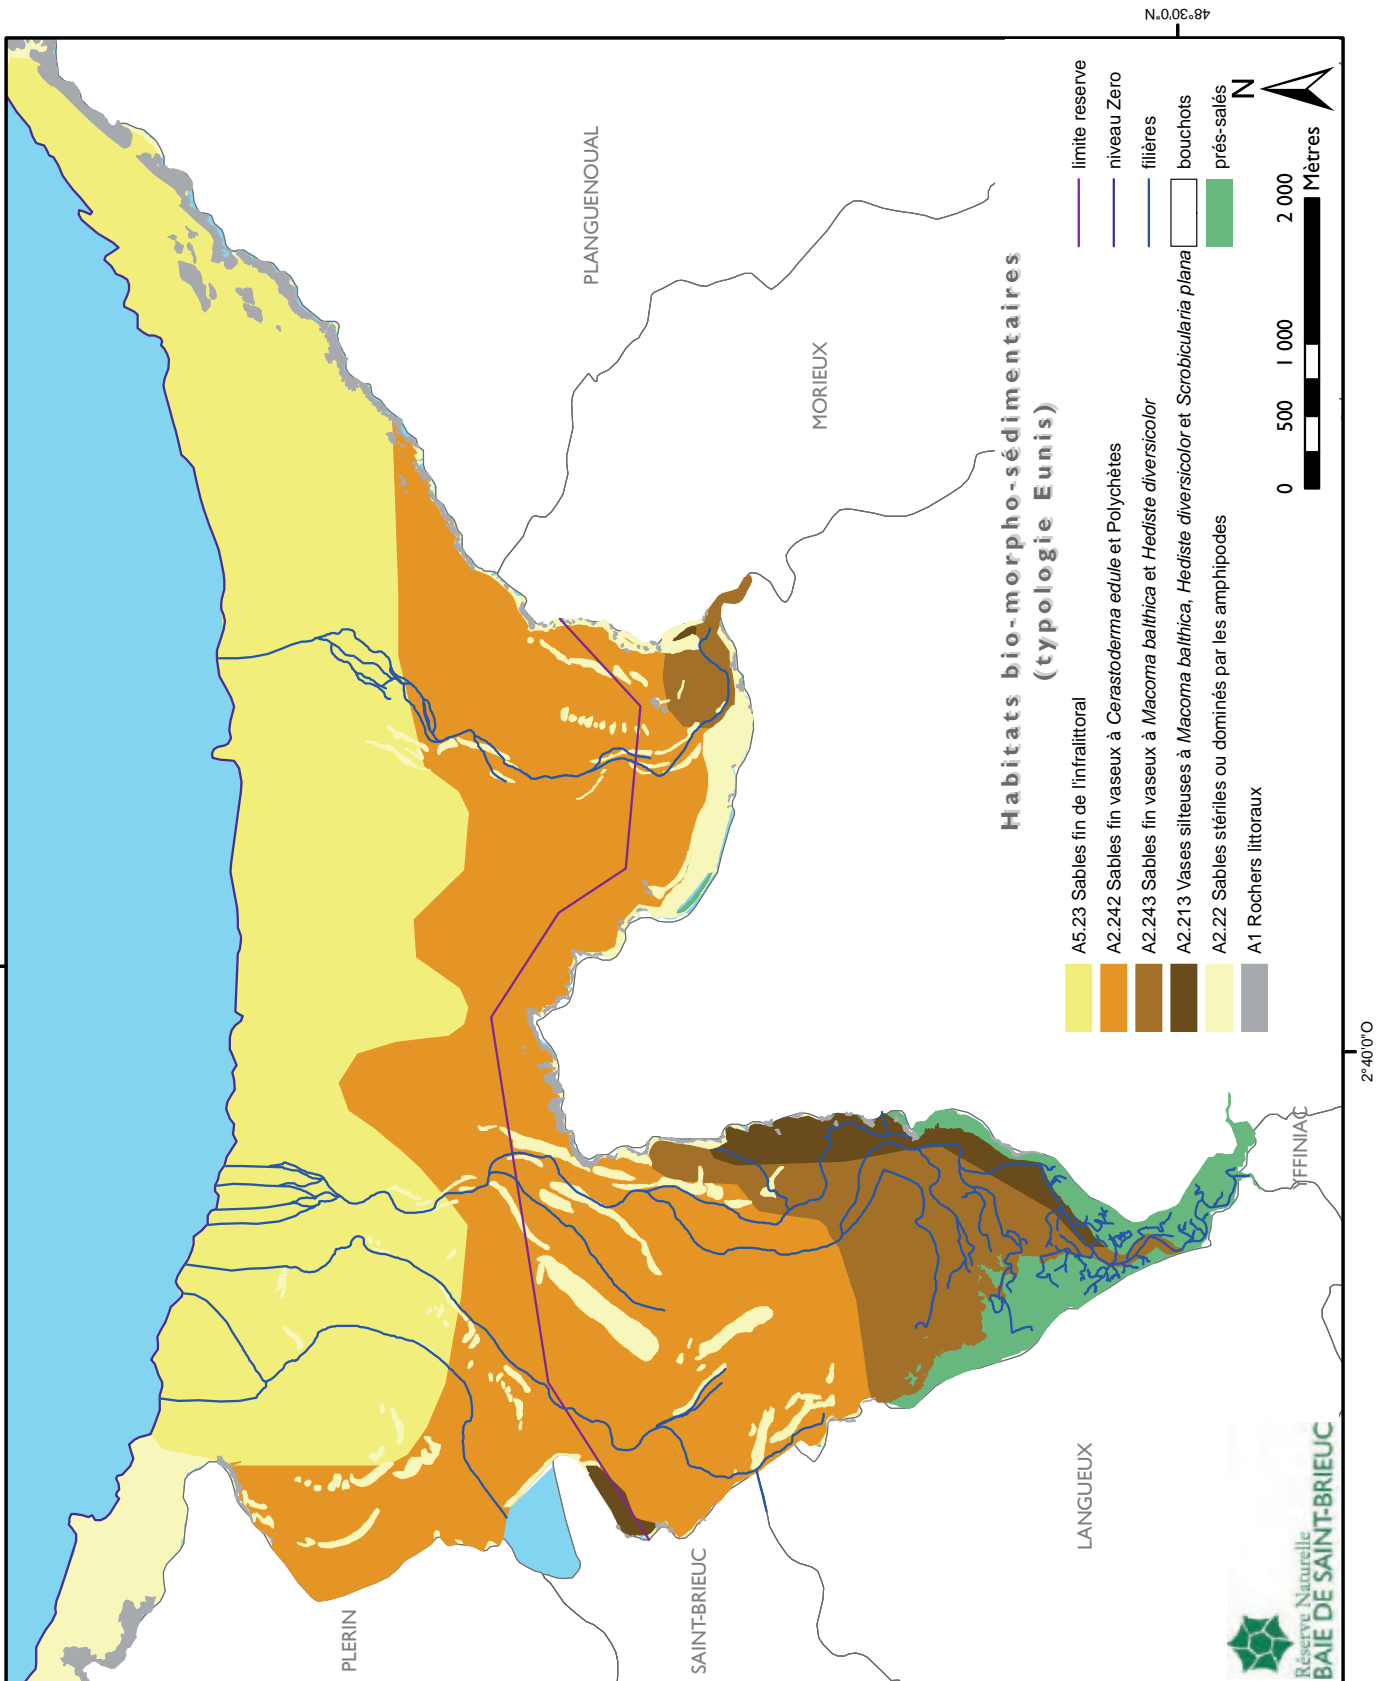 48°30'0"N
PLERIN
SAINT-BRIEUC
LANGUEUX
YFFINIAC
MORIEUX
PLANGUENOUAL
2°40'0"O
Habitats bio-morpho-sédimentaires
(typologie Eunis)
A5.23 Sables fin de l'infralittoral
A2.242 Sables fin vaseux à Cerastoderma edule et Polychètes
A2.243 Sables fin vaseux à Macoma balthica et Hediste diversicolor
A2.213 Vases silteuses à Macoma balthica, Hediste diversicolor et Scrobicularia plana
A2.22 Sables stériles ou dominés par les amphipodes
A1 Rochers littoraux
limite reserve
niveau Zero
filières
bouchots
prés-salés
N
0 500 1 000 2 000
Mètres
Réserve Naturelle
BAIE DE SAINT-BRIEUC